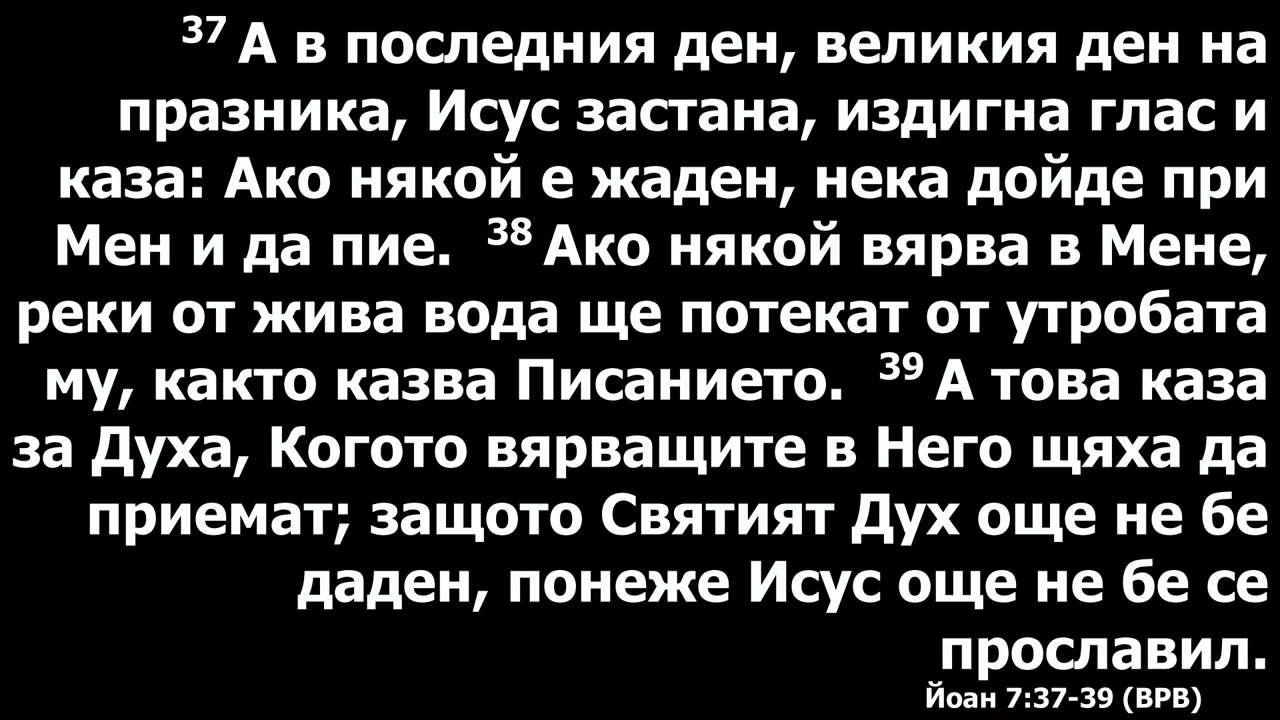 37 А в последния ден, великия ден на
празника, Исус застана, издигна глас и
каза: Ако някой е жаден, нека дойде при
Мен и да пие. 38 Ако някой вярва в Мене,
реки от жива вода ще потекат от утробата
му, както казва Писанието. 39 А това каза
за Духа, Когото вярващите в Него щяха да
приемат; защото Святият Дух още не бе
даден, понеже Исус още не бе се
прославил.
Йоан 7:37-39 (ВРВ)